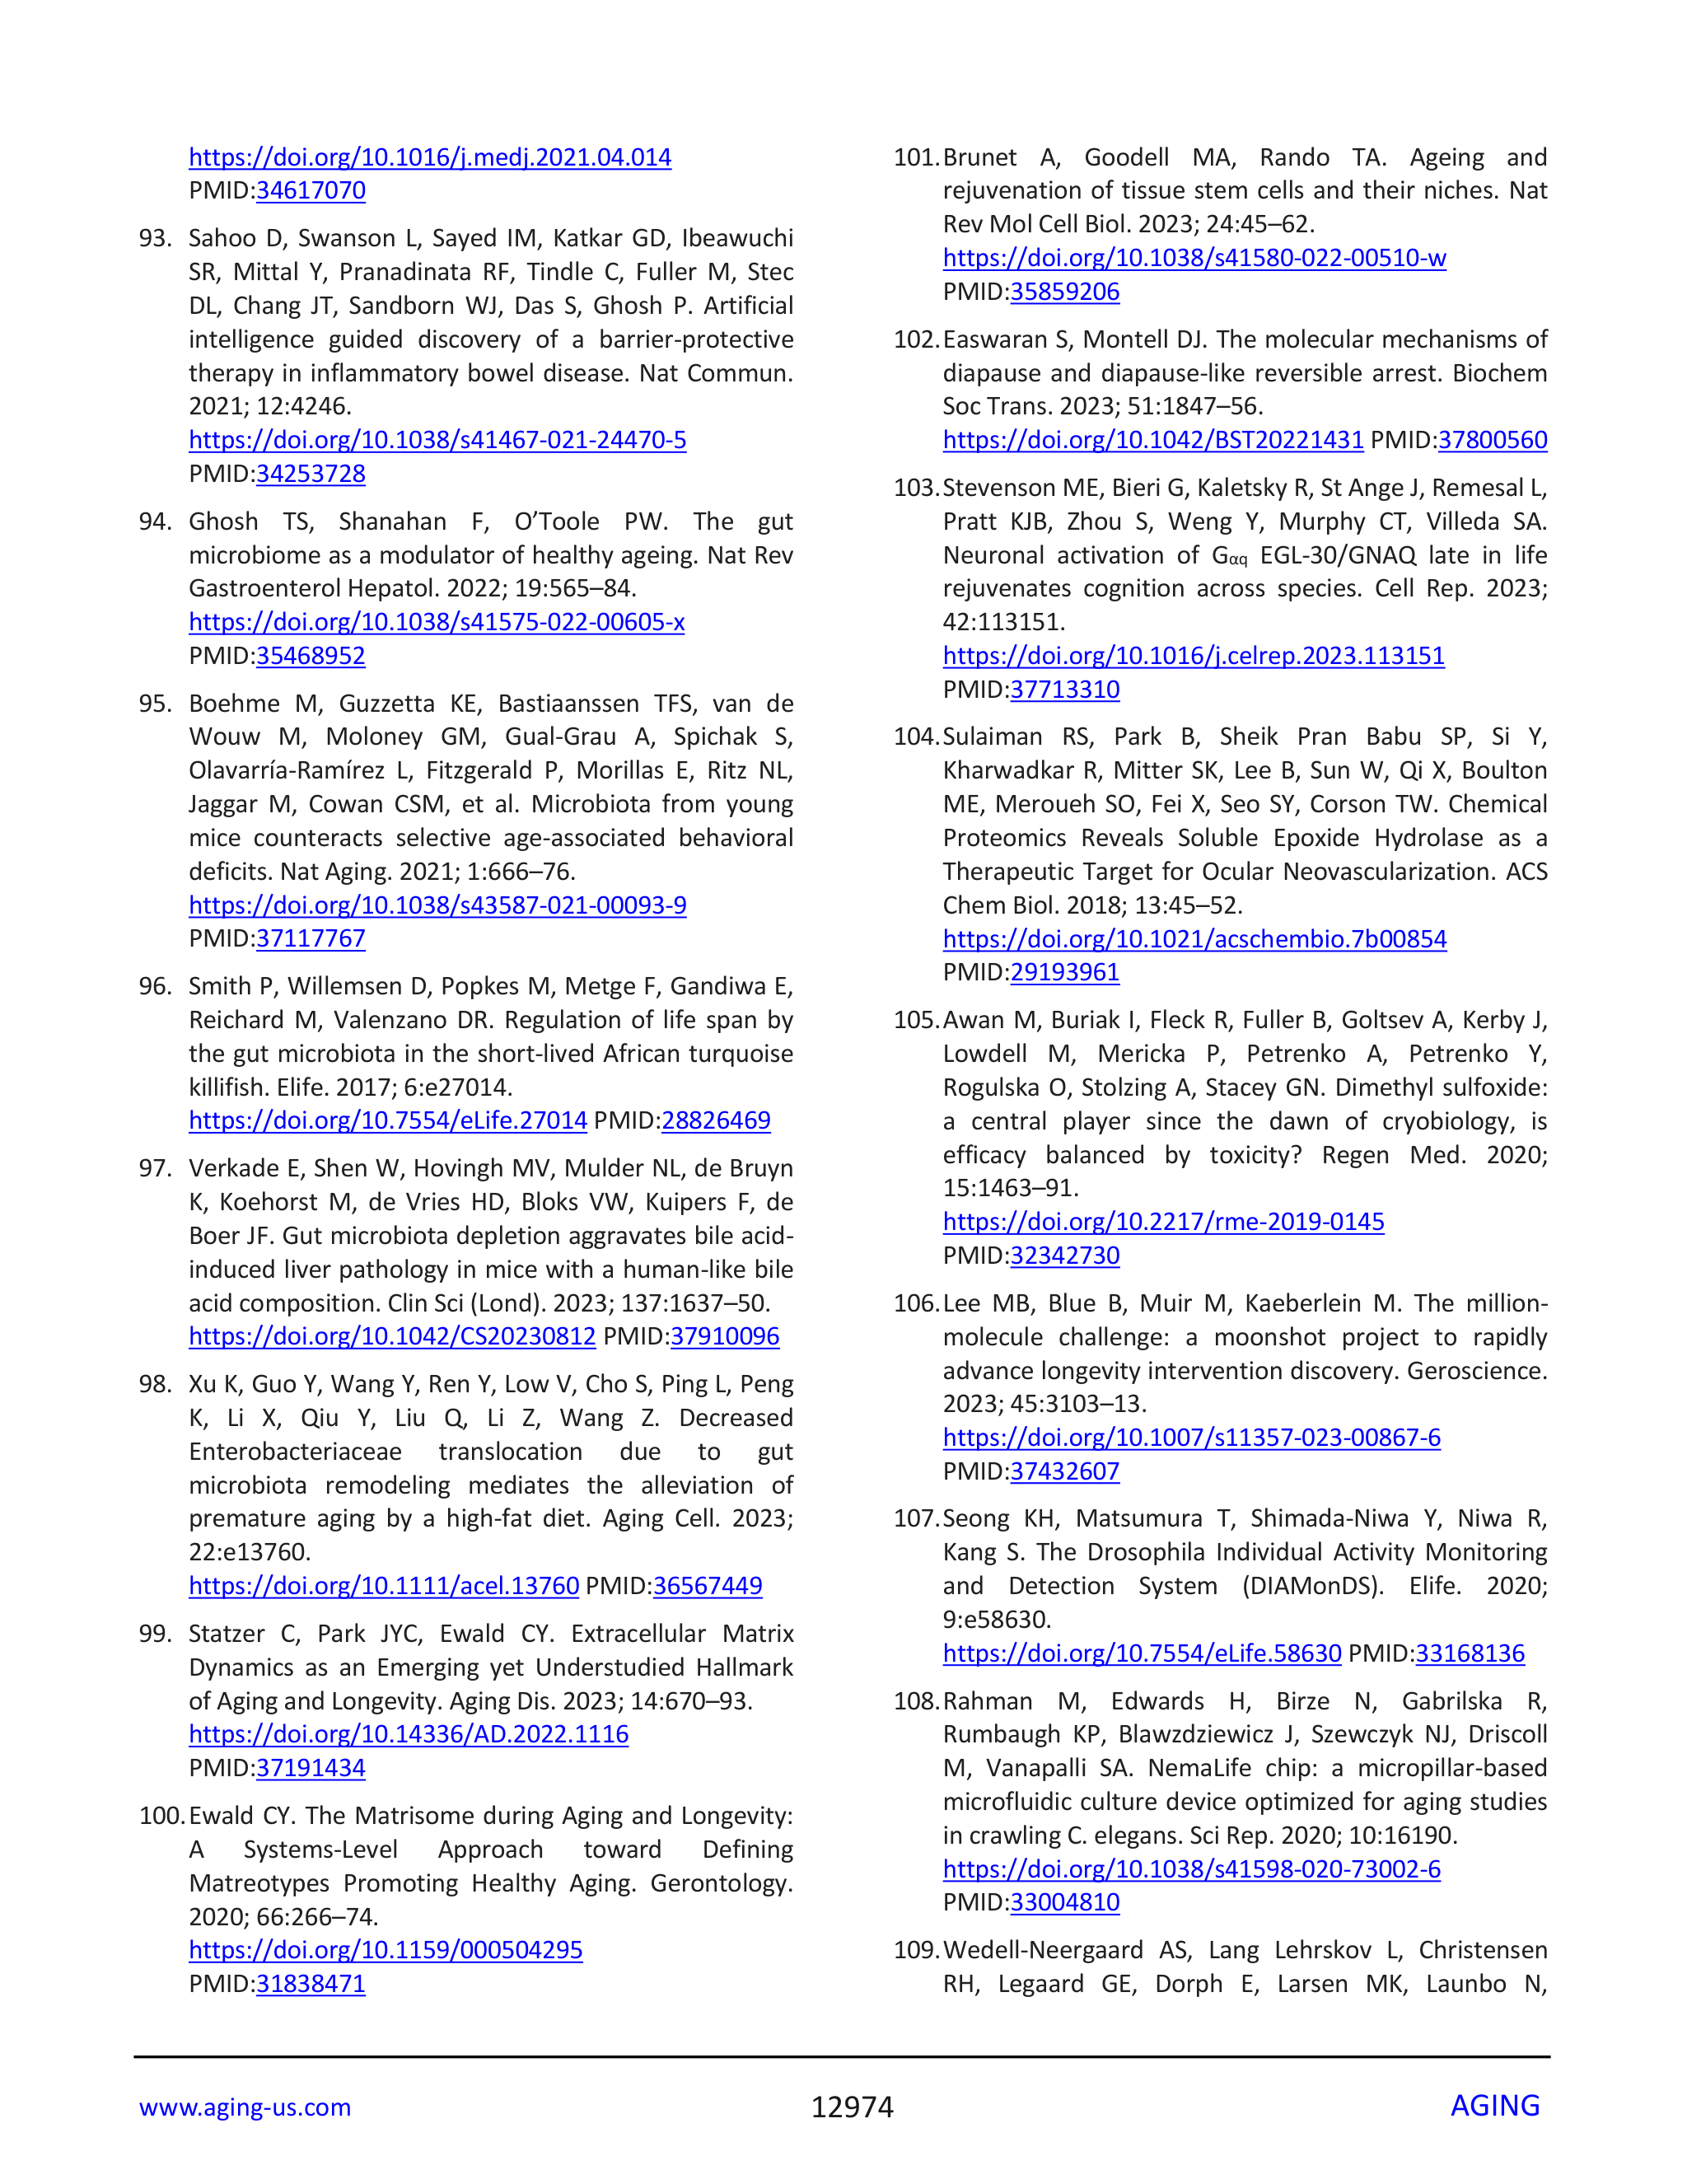 https://doi.org/10.1016/j.medj.2021.04.014
PMID:34617070
93. Sahoo D, Swanson L, Sayed IM, Katkar GD, Ibeawuchi
SR, Mittal Y, Pranadinata RF, Tindle C, Fuller M, Stec
DL, Chang JT, Sandborn WJ, Das S, Ghosh P. Artificial
intelligence guided discovery of a barrier-protective
therapy in inflammatory bowel disease. Nat Commun.
2021; 12:4246.
https://doi.org/10.1038/s41467-021-24470-5
PMID:34253728
94. Ghosh TS, Shanahan F, O’Toole PW. The gut
microbiome as a modulator of healthy ageing. Nat Rev
Gastroenterol Hepatol. 2022; 19:565–84.
https://doi.org/10.1038/s41575-022-00605-x
PMID:35468952
95. Boehme M, Guzzetta KE, Bastiaanssen TFS, van de
Wouw M, Moloney GM, Gual-Grau A, Spichak S,
Olavarría-Ramírez L, Fitzgerald P, Morillas E, Ritz NL,
Jaggar M, Cowan CSM, et al. Microbiota from young
mice counteracts selective age-associated behavioral
deficits. Nat Aging. 2021; 1:666–76.
https://doi.org/10.1038/s43587-021-00093-9
PMID:37117767
96. Smith P, Willemsen D, Popkes M, Metge F, Gandiwa E,
Reichard M, Valenzano DR. Regulation of life span by
the gut microbiota in the short-lived African turquoise
killifish. Elife. 2017; 6:e27014.
https://doi.org/10.7554/eLife.27014 PMID:28826469
97. Verkade E, Shen W, Hovingh MV, Mulder NL, de Bruyn
K, Koehorst M, de Vries HD, Bloks VW, Kuipers F, de
Boer JF. Gut microbiota depletion aggravates bile acid-
induced liver pathology in mice with a human-like bile
acid composition. Clin Sci (Lond). 2023; 137:1637–50.
https://doi.org/10.1042/CS20230812 PMID:37910096
98. Xu K, Guo Y, Wang Y, Ren Y, Low V, Cho S, Ping L, Peng
K, Li X, Qiu Y, Liu Q, Li Z, Wang Z. Decreased
Enterobacteriaceae translocation due to gut
microbiota remodeling mediates the alleviation of
premature aging by a high-fat diet. Aging Cell. 2023;
22:e13760.
https://doi.org/10.1111/acel.13760 PMID:36567449
99. Statzer C, Park JYC, Ewald CY. Extracellular Matrix
Dynamics as an Emerging yet Understudied Hallmark
of Aging and Longevity. Aging Dis. 2023; 14:670–93.
https://doi.org/10.14336/AD.2022.1116
PMID:37191434
100. Ewald CY. The Matrisome during Aging and Longevity:
A Systems-Level Approach toward Defining
Matreotypes Promoting Healthy Aging. Gerontology.
2020; 66:266–74.
https://doi.org/10.1159/000504295
PMID:31838471
101. Brunet A, Goodell MA, Rando TA. Ageing and
rejuvenation of tissue stem cells and their niches. Nat
Rev Mol Cell Biol. 2023; 24:45–62.
https://doi.org/10.1038/s41580-022-00510-w
PMID:35859206
102. Easwaran S, Montell DJ. The molecular mechanisms of
diapause and diapause-like reversible arrest. Biochem
Soc Trans. 2023; 51:1847–56.
https://doi.org/10.1042/BST20221431 PMID:37800560
103. Stevenson ME, Bieri G, Kaletsky R, St Ange J, Remesal L,
Pratt KJB, Zhou S, Weng Y, Murphy CT, Villeda SA.
Neuronal activation of Gαq EGL-30/GNAQ late in life
rejuvenates cognition across species. Cell Rep. 2023;
42:113151.
https://doi.org/10.1016/j.celrep.2023.113151
PMID:37713310
104. Sulaiman RS, Park B, Sheik Pran Babu SP, Si Y,
Kharwadkar R, Mitter SK, Lee B, Sun W, Qi X, Boulton
ME, Meroueh SO, Fei X, Seo SY, Corson TW. Chemical
Proteomics Reveals Soluble Epoxide Hydrolase as a
Therapeutic Target for Ocular Neovascularization. ACS
Chem Biol. 2018; 13:45–52.
https://doi.org/10.1021/acschembio.7b00854
PMID:29193961
105. Awan M, Buriak I, Fleck R, Fuller B, Goltsev A, Kerby J,
Lowdell M, Mericka P, Petrenko A, Petrenko Y,
Rogulska O, Stolzing A, Stacey GN. Dimethyl sulfoxide:
a central player since the dawn of cryobiology, is
efficacy balanced by toxicity? Regen Med. 2020;
15:1463–91.
https://doi.org/10.2217/rme-2019-0145
PMID:32342730
106. Lee MB, Blue B, Muir M, Kaeberlein M. The million-
molecule challenge: a moonshot project to rapidly
advance longevity intervention discovery. Geroscience.
2023; 45:3103–13.
https://doi.org/10.1007/s11357-023-00867-6
PMID:37432607
107. Seong KH, Matsumura T, Shimada-Niwa Y, Niwa R,
Kang S. The Drosophila Individual Activity Monitoring
and Detection System (DIAMonDS). Elife. 2020;
9:e58630.
https://doi.org/10.7554/eLife.58630 PMID:33168136
108. Rahman M, Edwards H, Birze N, Gabrilska R,
Rumbaugh KP, Blawzdziewicz J, Szewczyk NJ, Driscoll
M, Vanapalli SA. NemaLife chip: a micropillar-based
microfluidic culture device optimized for aging studies
in crawling C. elegans. Sci Rep. 2020; 10:16190.
https://doi.org/10.1038/s41598-020-73002-6
PMID:33004810
109. Wedell-Neergaard AS, Lang Lehrskov L, Christensen
RH, Legaard GE, Dorph E, Larsen MK, Launbo N,
www.aging-us.com 12974 AGING